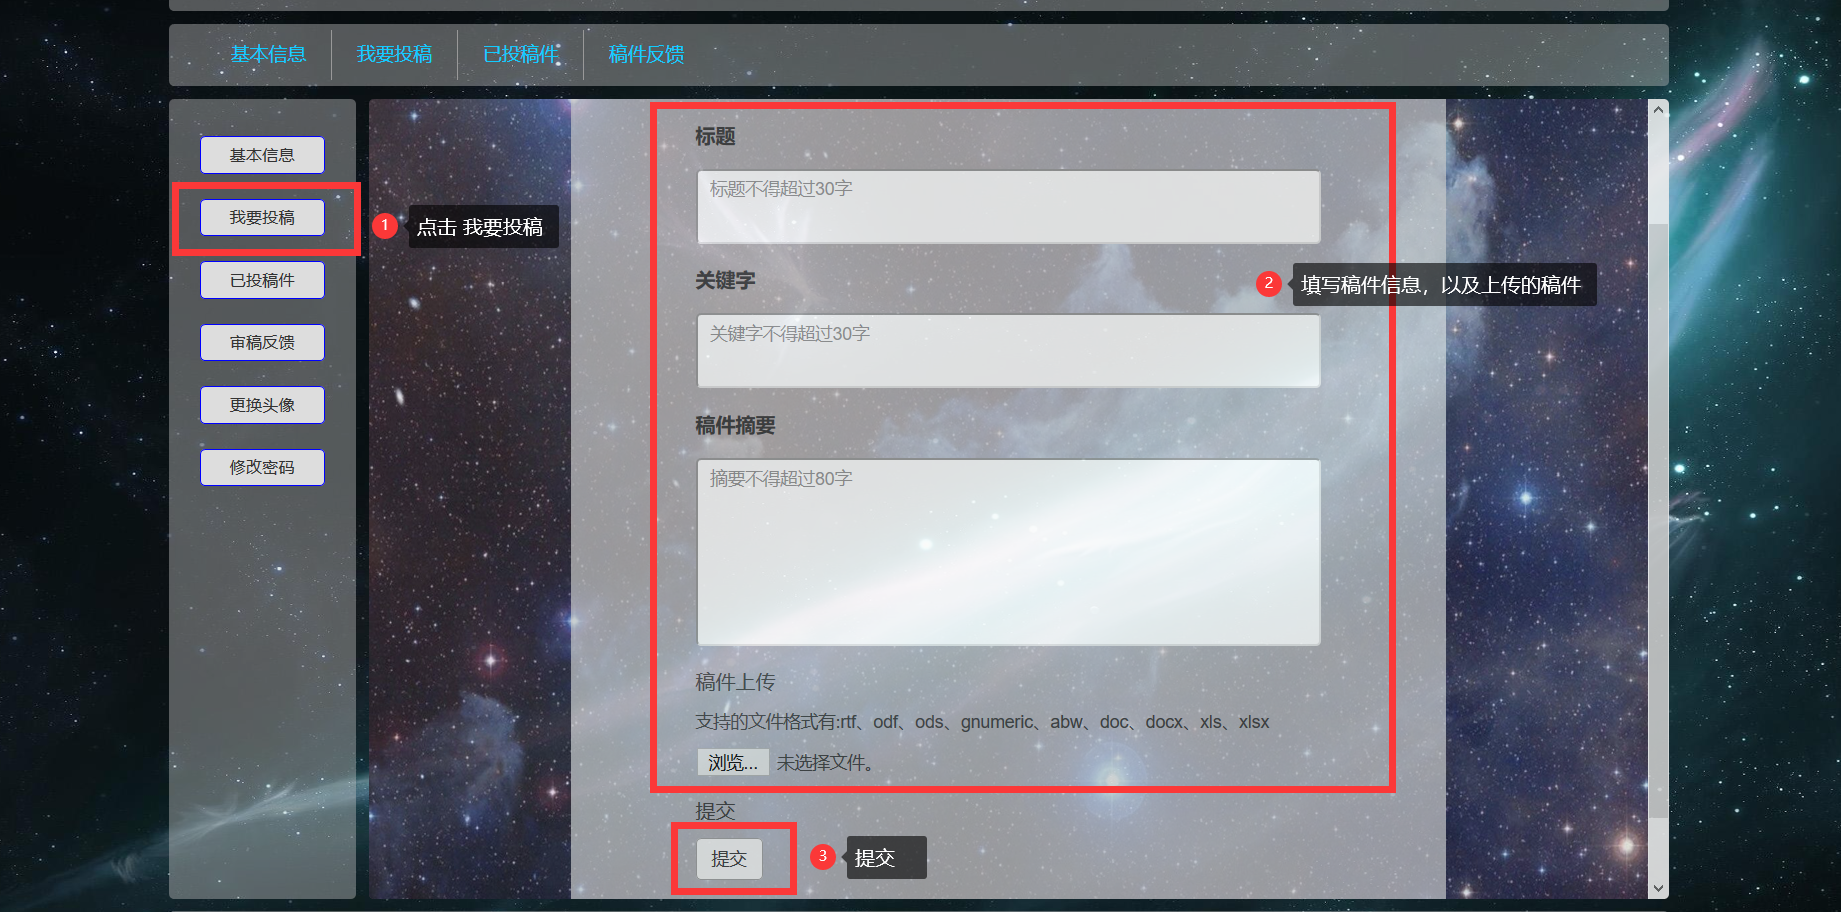 基本信息
我要投稿
已投稿件
稿件反馈
基本信息
我要投稿
已投稿件
审稿反馈
更换头像
修改密码
1
点击 我要投稿
标题
标题不得超过30字
关键字
2
填写稿件信息，以及上传的稿件
关键字不得超过30字
稿件摘要
摘要不得超过80字
稿件上传
支持的文件格式有:rtf、odf、ods、gnumeric、abw、doc、docx、xls、xlsx
浏览... 未选择文件。
提交
提交
3
提交